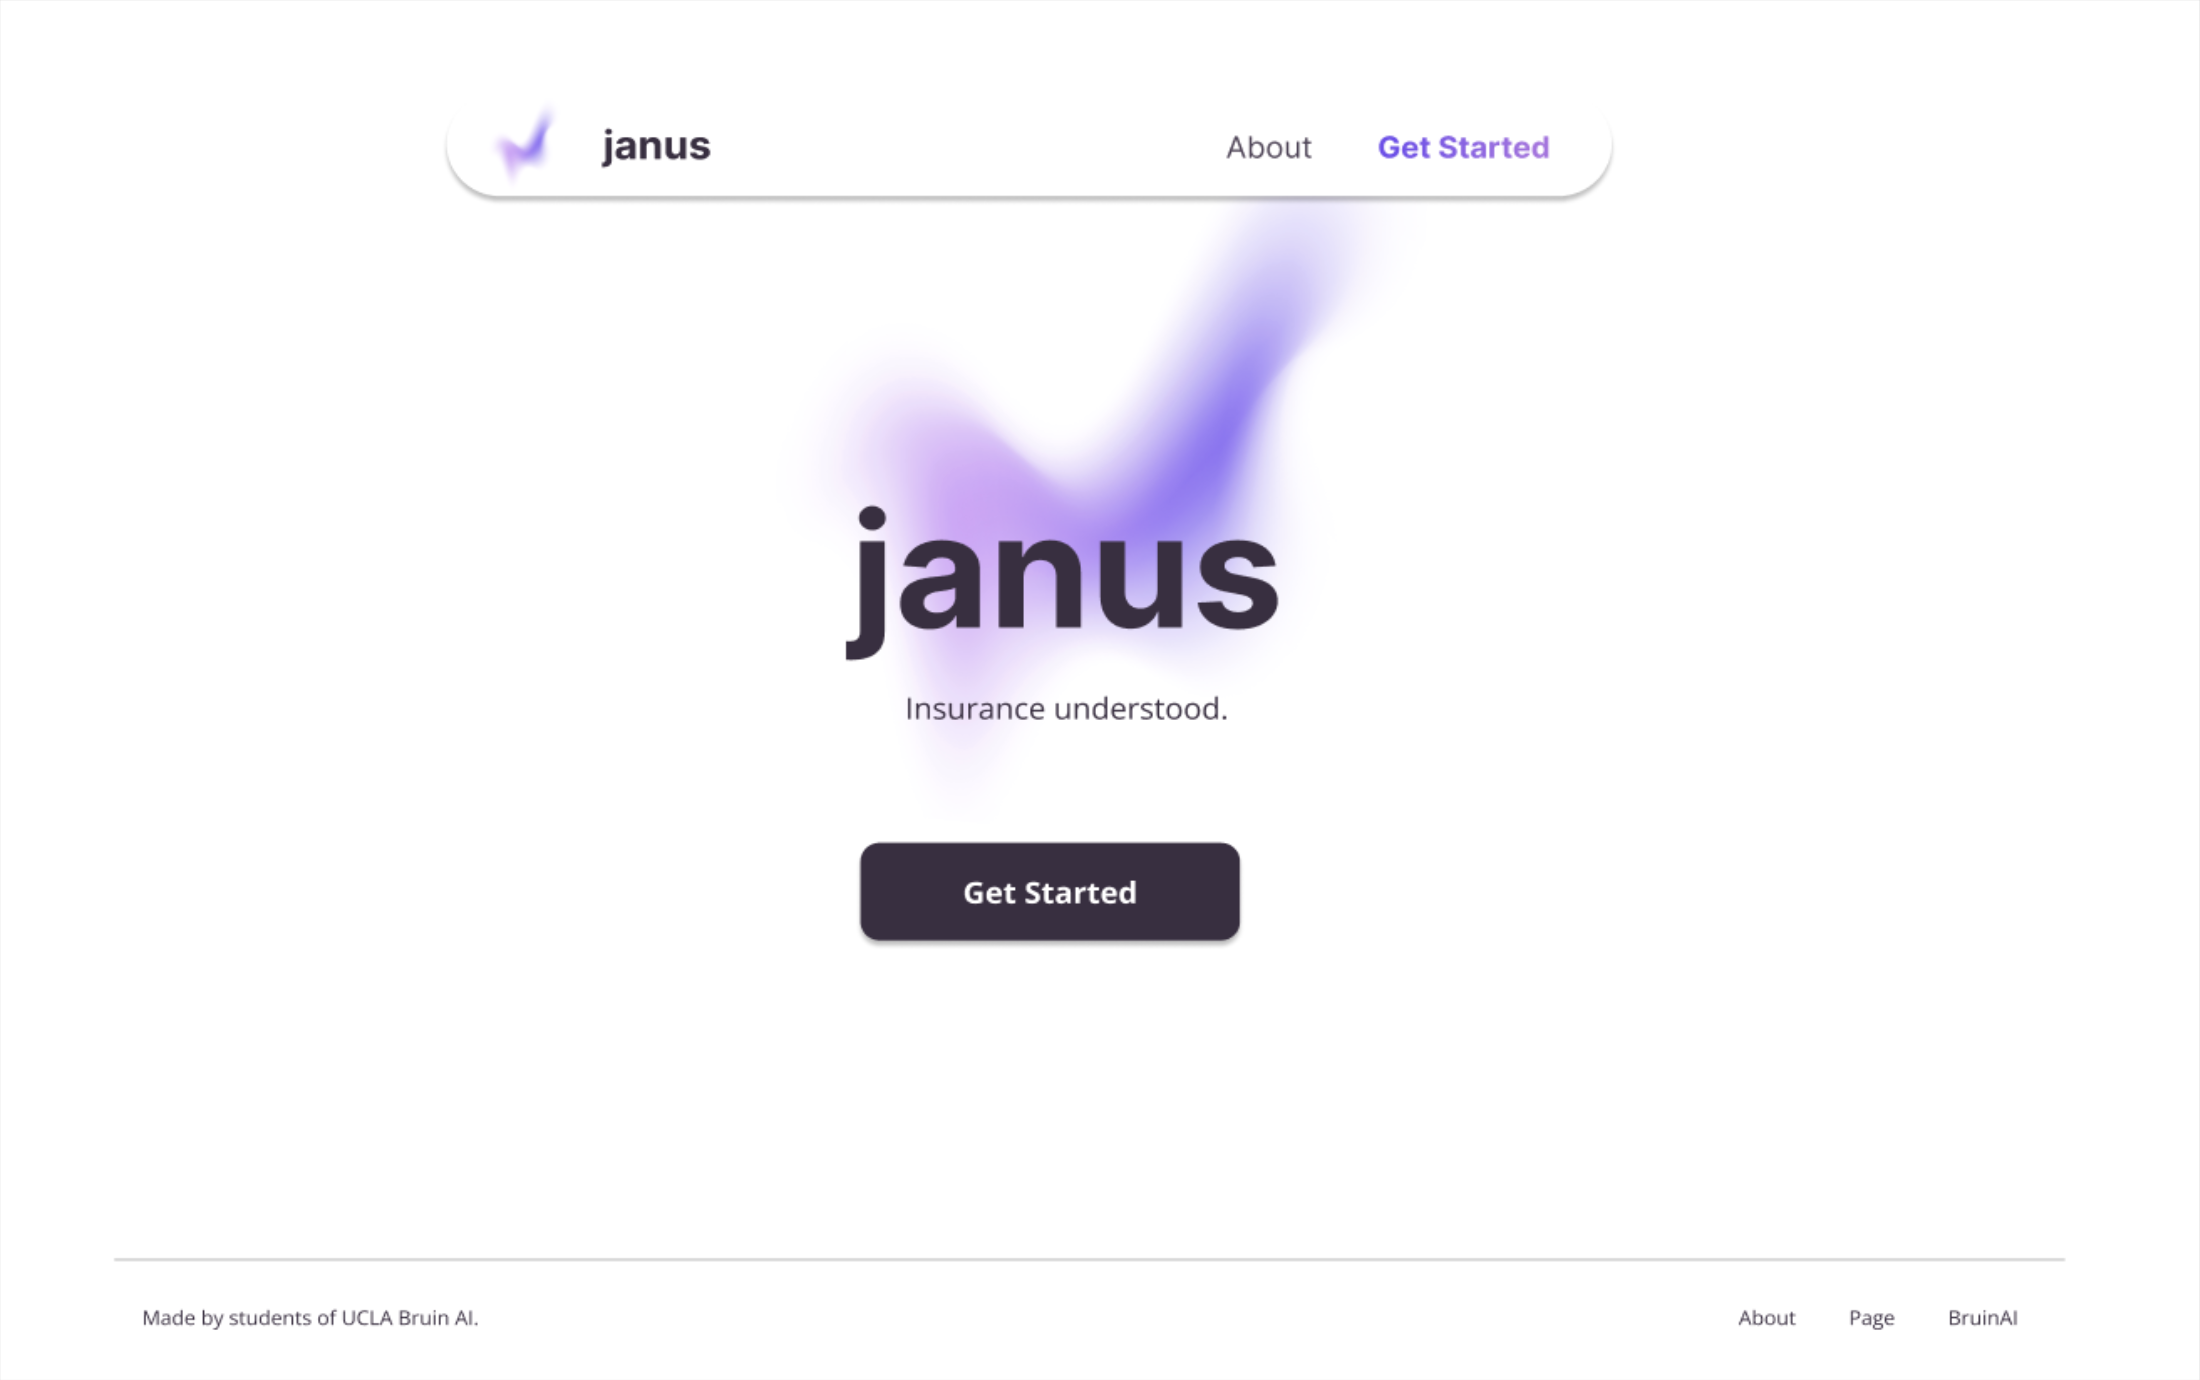 janus About Get Started
janus
Insurance understood.
Get Started
Made by students of UCLA Bruin AI. About Page BruinAI